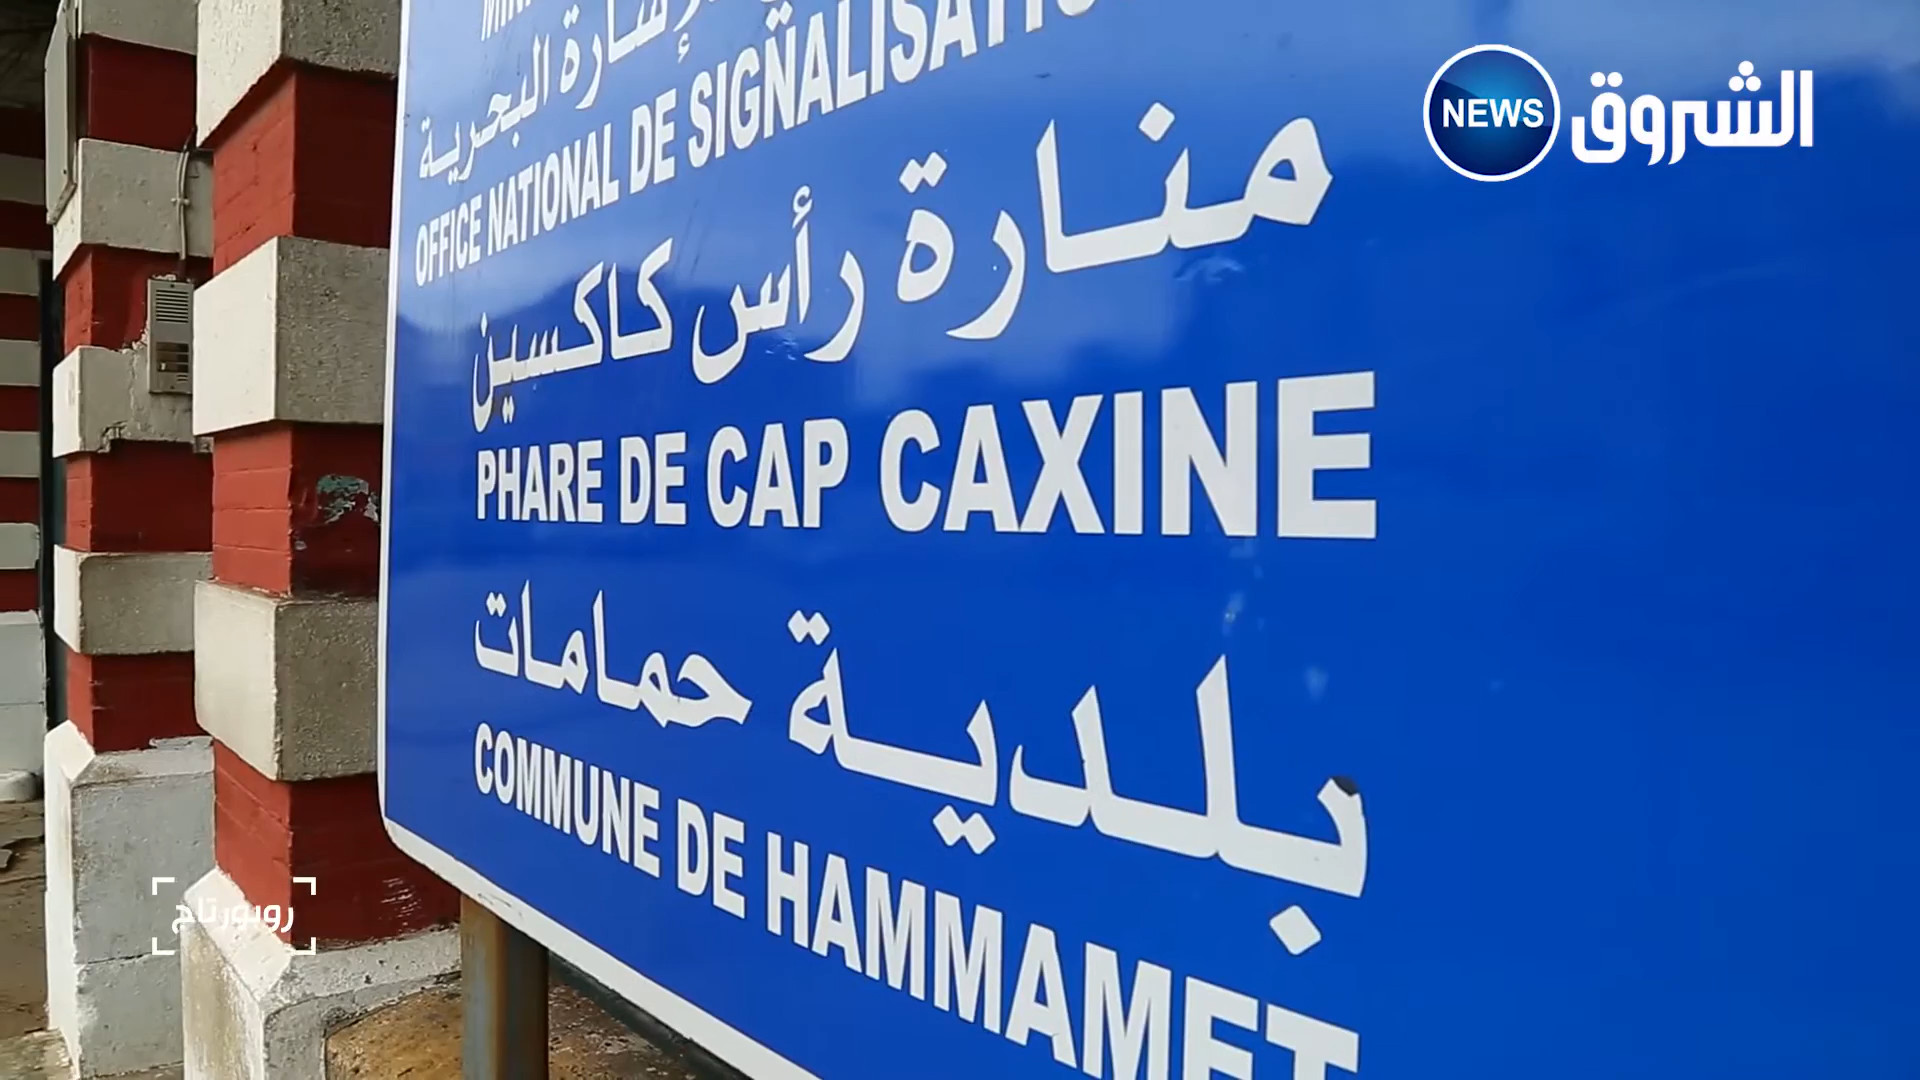 الإشارة البحرية
OFFICE NATIONAL DE
منارة رأس كاكسين
PHARE DE CAP CAXINE
بلدية حمامات
COMMUNE DE HAMMAMET
NEWS الشروق
روبورتاج